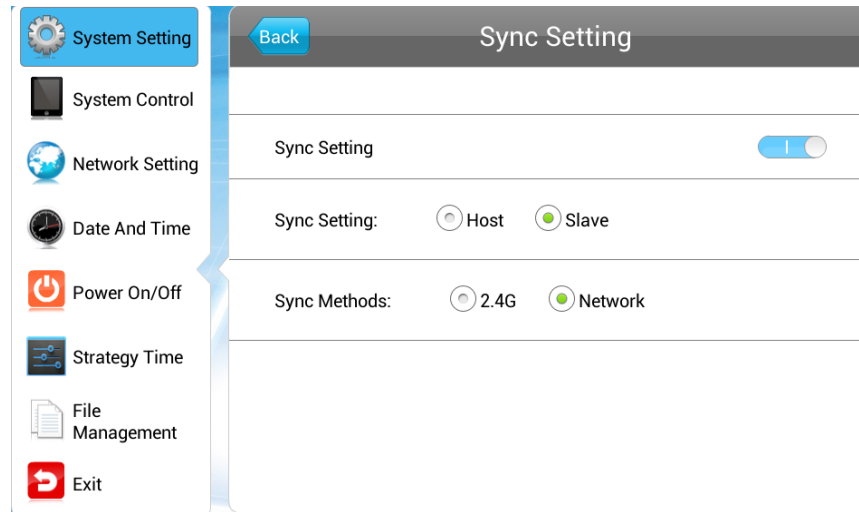 System Setting
System Control
Network Setting
Date And Time
Power On/Off
Strategy Time
File
Management
Exit
Back
Sync Setting
Sync Setting
Sync Setting: Host Slave
Sync Methods: 2.4G Network